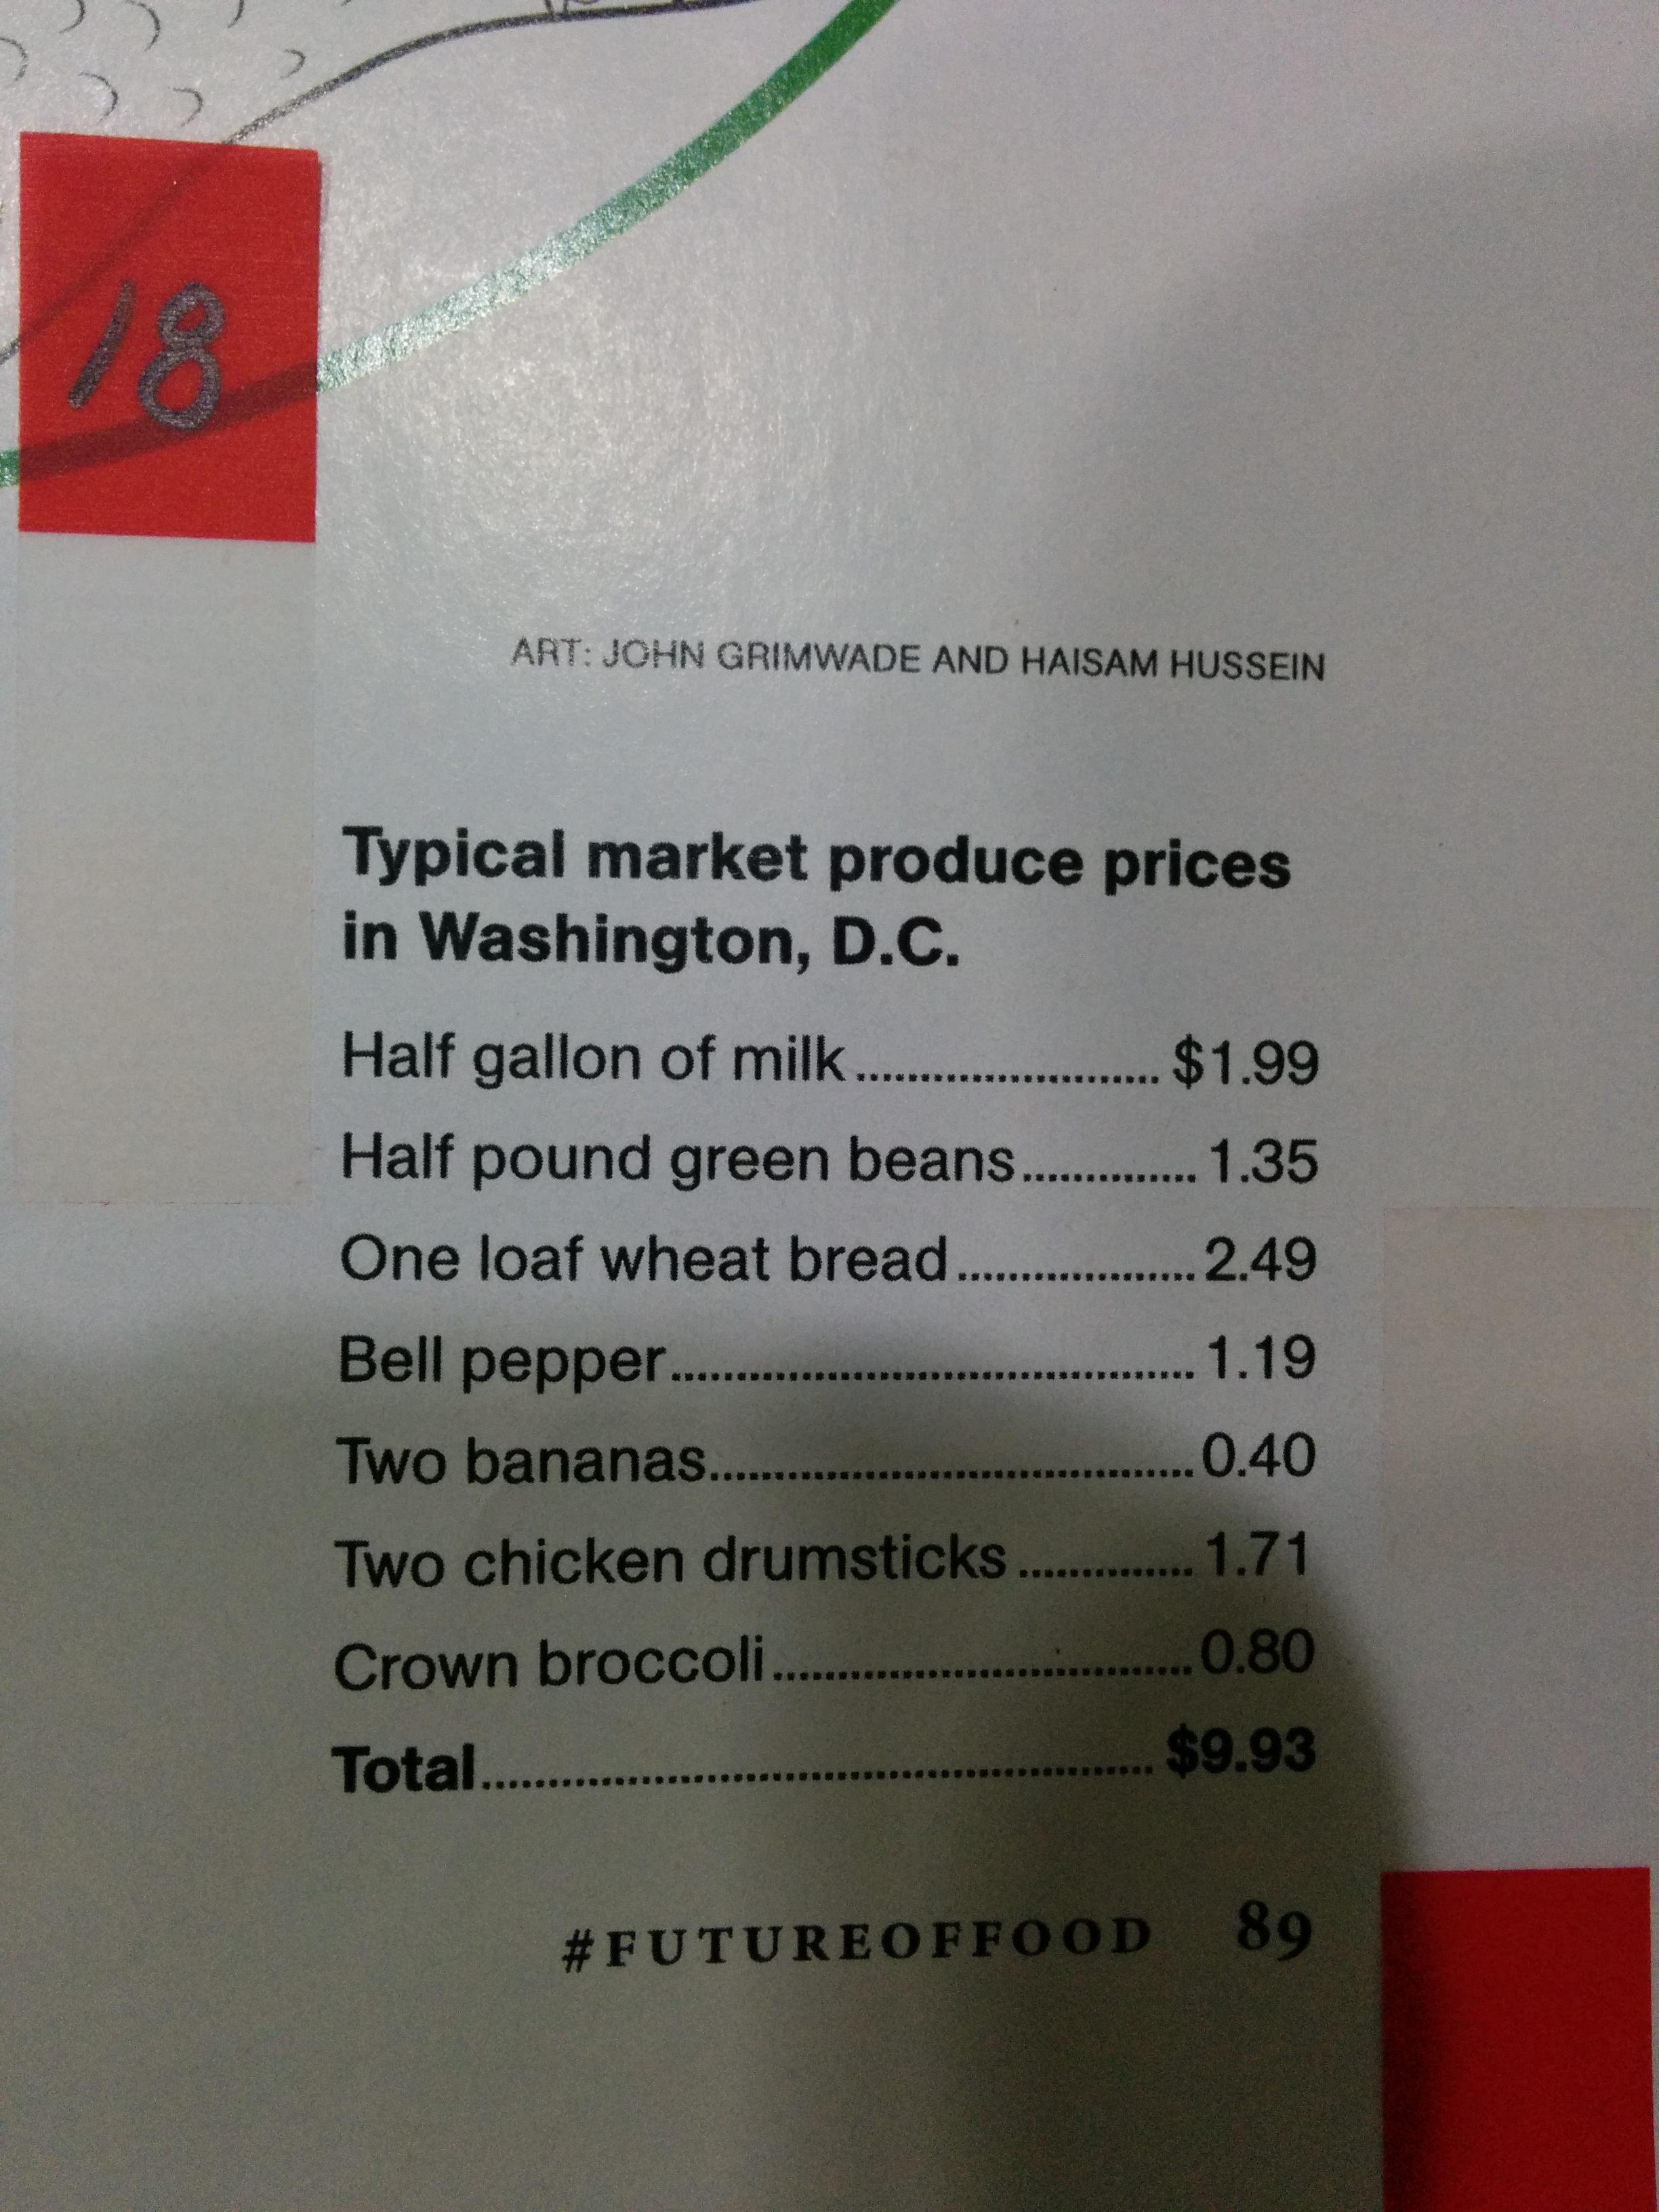 18
ART: JOHN GRIMWADE AND HAISAM HUSSEIN
Typical market produce prices
in Washington, D.C.
Half gallon of milk........................ $1.99
Half pound green beans.............. 1.35
One loaf wheat bread................... 2.49
Bell pepper.......................................... 1.19
Two bananas...................................... 0.40
Two chicken drumsticks .............. 1.71
Crown broccoli................................. 0.80
Total.................................................... $9.93
#FUTUREOFFOOD 89